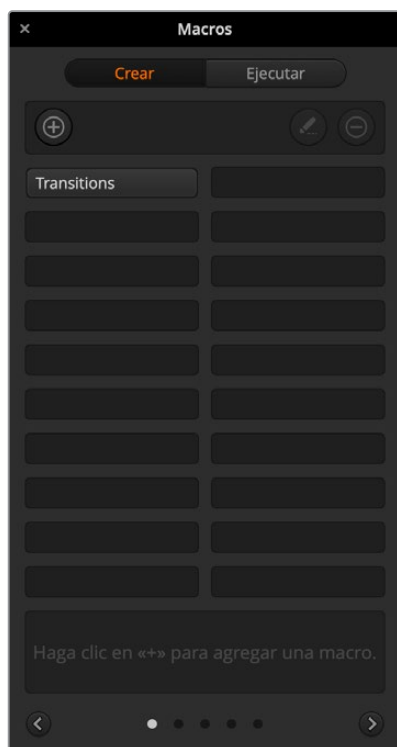 Macros
Crear Ejecutar
Transitions
Haga clic en «+» para agregar una macro.